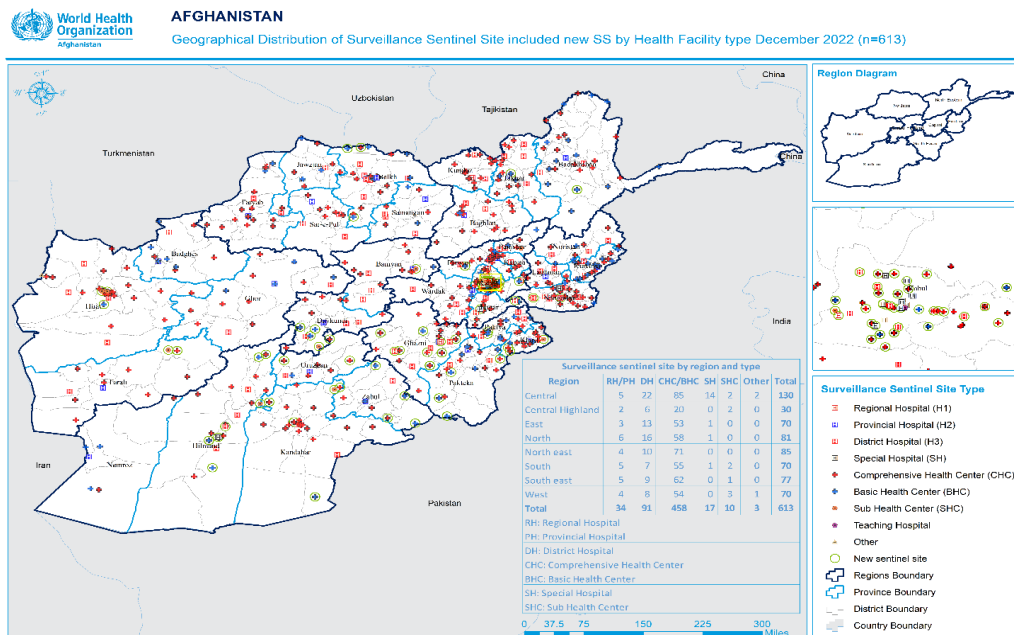 World Health
Organization
Afghanistan
AFGHANISTAN
Geographical Distribution of Surveillance Sentinel Site included new SS by Health Facility type December 2022 (n=613)
China
Uzbokistan
Tajikistan
Turkmenistan
China
Jawzjan
Balkh
Kunduz
Badakhshan
Faryab
Sar-e-Pul
Samangan
Baghlan
Badghes
Bamyan
Nuristan
Hirat
Ghor
Wardak
Ghazni
Uruzgan
Paktika
Zabul
Farah
Hilmand
Kandahar
Nimroz
India
Iran
Pakistan
Surveillance sentinel site by region and type
Region RH/PH DH CHC/BHC SH SHC Other Total
Central 5 22 85 14 2 2 130
Central Highland 2 6 20 0 2 0 30
East 3 13 53 1 0 0 70
North 6 16 58 1 0 0 81
North east 4 10 71 0 0 0 85
South 5 7 55 1 2 0 70
South east 5 9 62 0 1 0 77
West 4 8 54 0 3 1 70
Total 34 91 458 17 10 3 613
RH: Regional Hospital
PH: Provincial Hospital
DH: District Hospital
CHC: Comprehensive Health Center
BHC: Basic Health Center
SH: Special Hospital
SHC: Sub Health Center
0 37.5 75 150 225 300
Miles
Region Diagram
Kabul
Surveillance Sentinel Site Type
Regional Hospital (H1)
Provincial Hospital (H2)
District Hospital (H3)
Special Hospital (SH)
Comprehensive Health Center (CHC)
Basic Health Center (BHC)
Sub Health Center (SHC)
Teaching Hospital
Other
New sentinel site
Regions Boundary
Province Boundary
District Boundary
Country Boundary